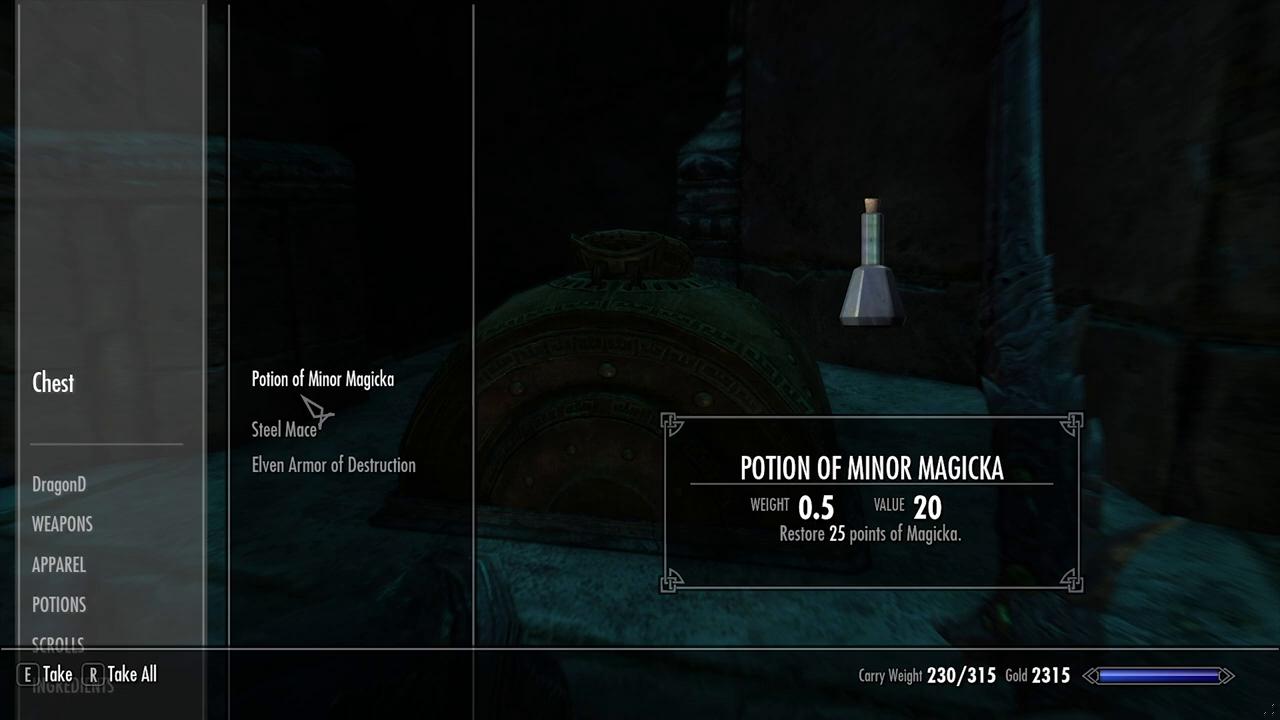 Chest
DragonD
WEAPONS
APPAREL
POTIONS
SCROLLS
INGREDIENTS
Potion of Minor Magicka
Steel Mace
Elven Armor of Destruction
POTION OF MINOR MAGICKA
WEIGHT 0.5 VALUE 20
Restore 25 points of Magicka.
E Take R Take All
Carry Weight 230/315 Gold 2315